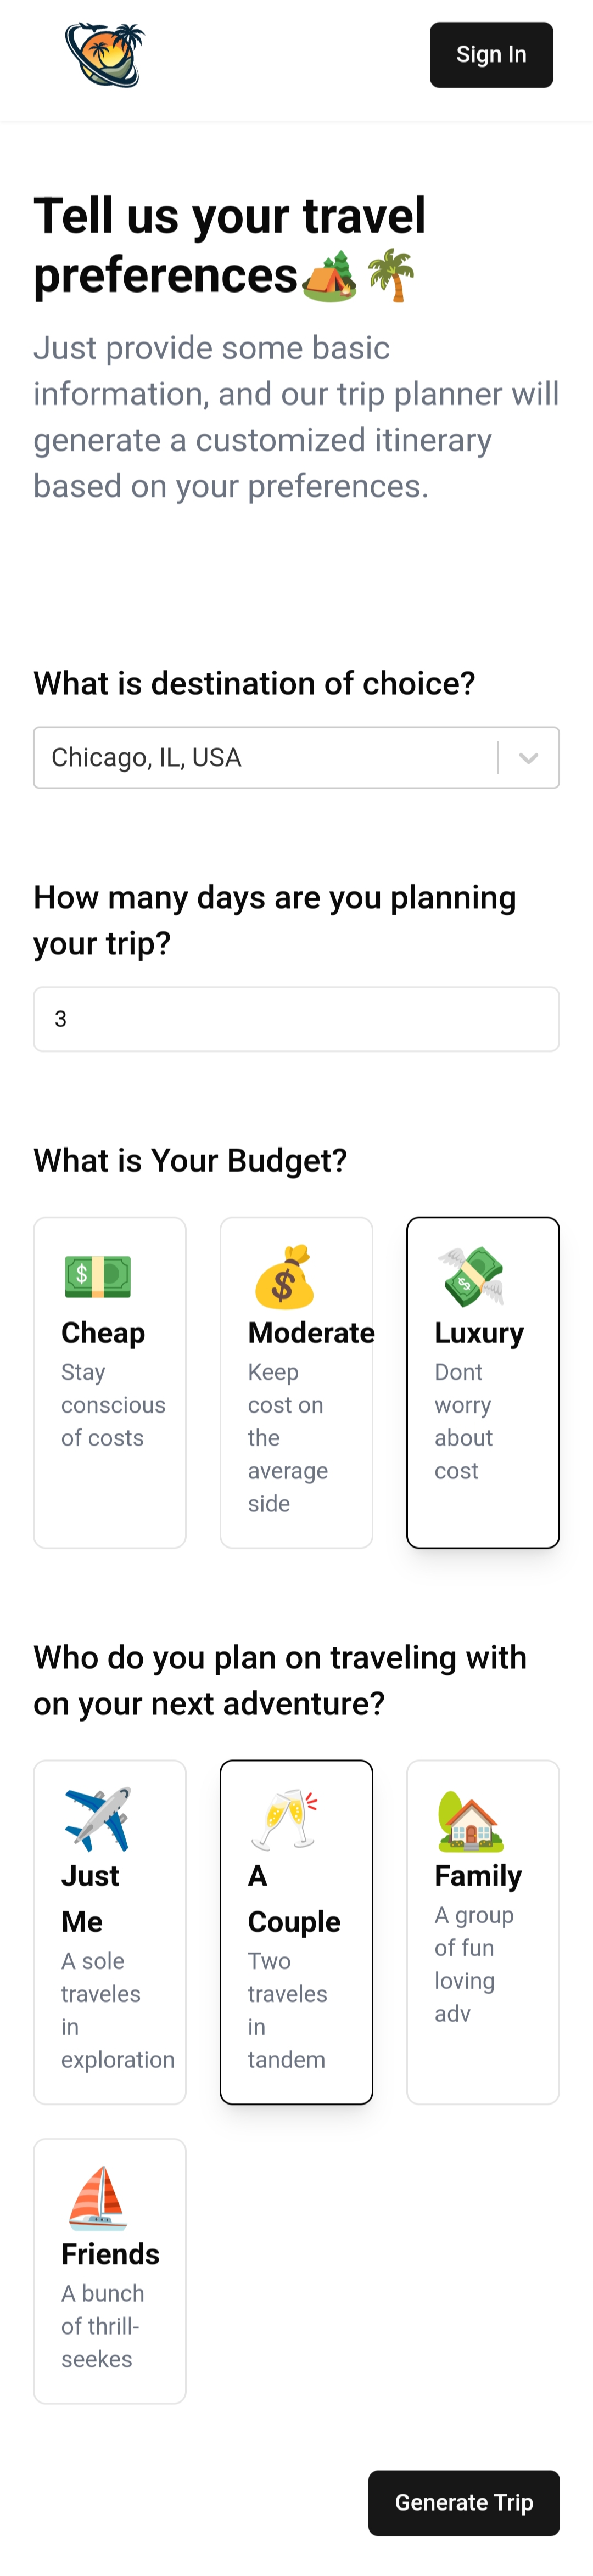 Sign In
Tell us your travel
preferences🏕️🌴
Just provide some basic
information, and our trip planner will
generate a customized itinerary
based on your preferences.
What is destination of choice?
Chicago, IL, USA
How many days are you planning
your trip?
3
What is Your Budget?
Cheap
Stay
conscious
of costs
Moderate
Keep
cost on
the
average
side
Luxury
Dont
worry
about
cost
Who do you plan on traveling with
on your next adventure?
Just
Me
A sole
traveles
in
exploration
A
Couple
Two
traveles
in
tandem
Family
A group
of fun
loving
adv
Friends
A bunch
of thrill-
seekes
Generate Trip